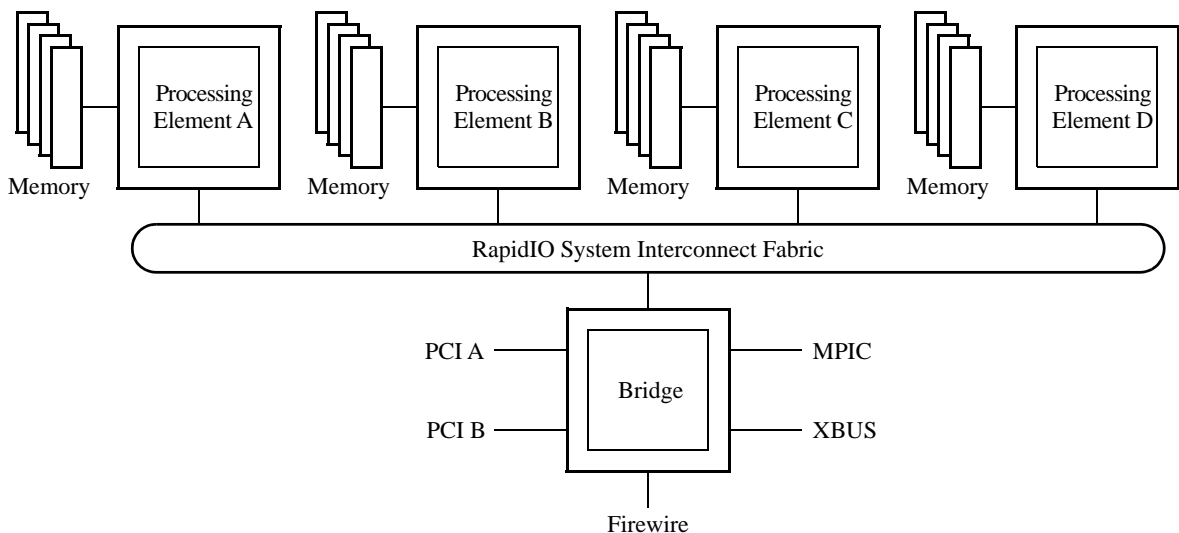 Processing
Element A
Processing
Element B
Processing
Element C
Processing
Element D
Memory
Memory
Memory
Memory
RapidIO System Interconnect Fabric
PCI A
MPIC
Bridge
PCI B
XBUS
Firewire